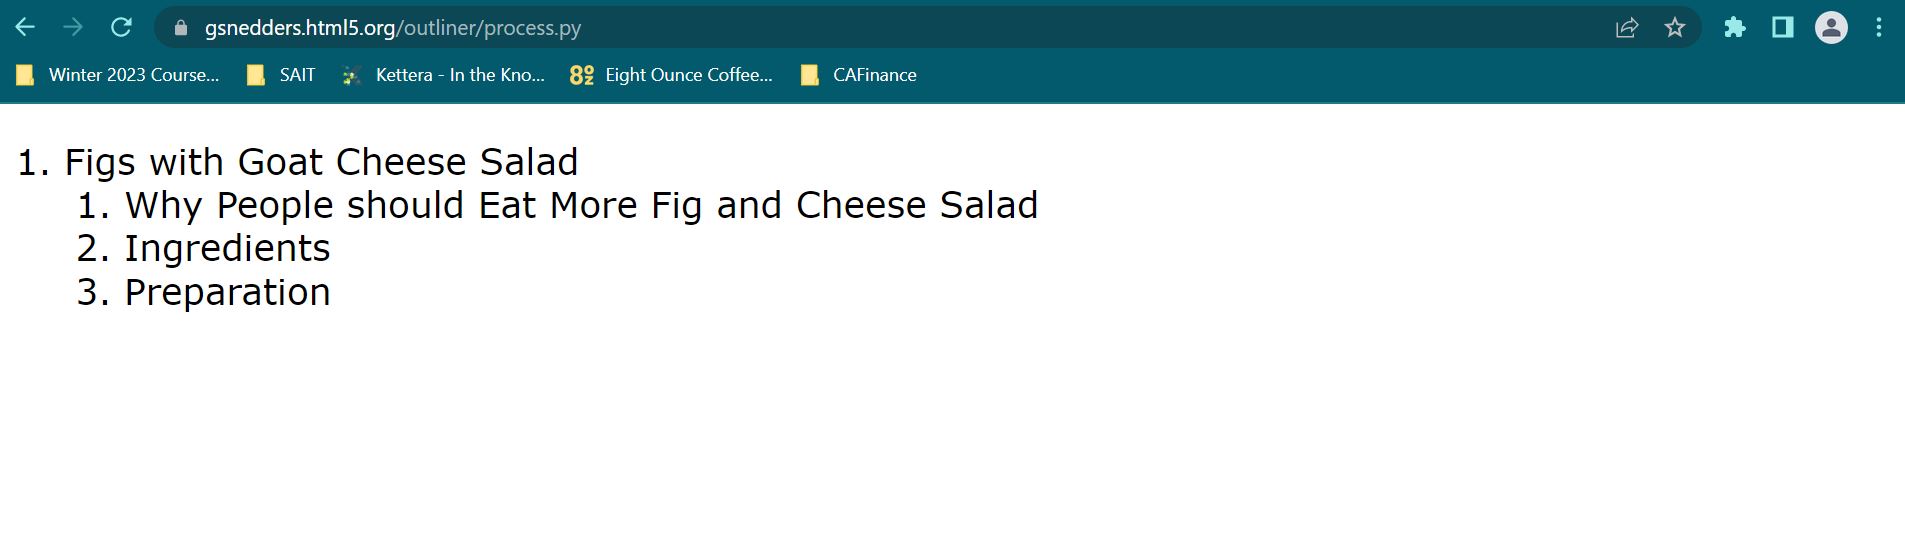 gsnedders.html5.org/outliner/process.py
Winter 2023 Course... SAIT Kettera - In the Kno... 8oz Eight Ounce Coffee... CAFinance
1. Figs with Goat Cheese Salad
1. Why People should Eat More Fig and Cheese Salad
2. Ingredients
3. Preparation